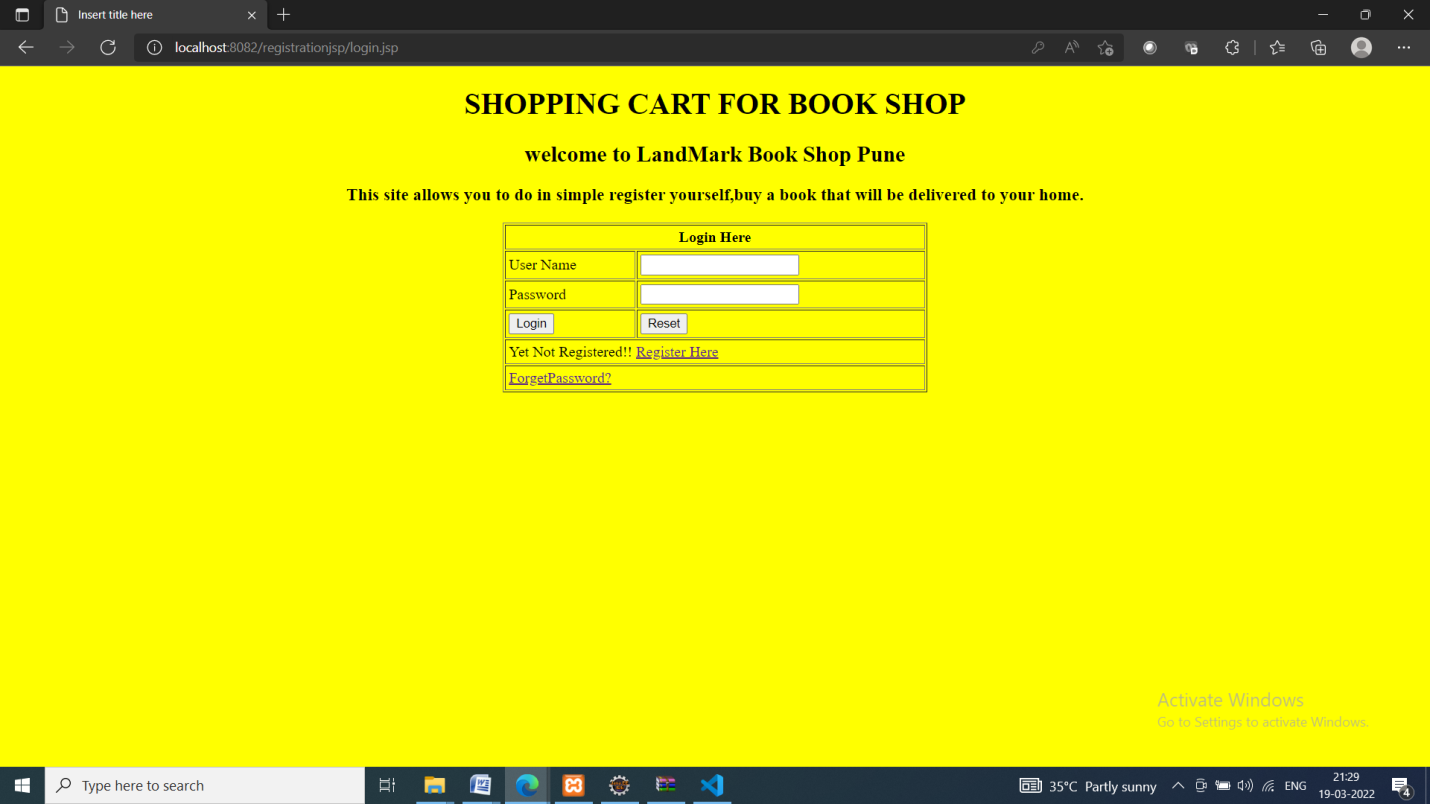 Insert title here
localhost:8082/registrationjsp/login.jsp
SHOPPING CART FOR BOOK SHOP
welcome to LandMark Book Shop Pune
This site allows you to do in simple register yourself,buy a book that will be delivered to your home.
Login Here
User Name
Password
Login Reset
Yet Not Registered!! Register Here
ForgetPassword?
Activate Windows
Go to Settings to activate Windows.
Type here to search
35°C Partly sunny
ENG
21:29
19-03-2022
4